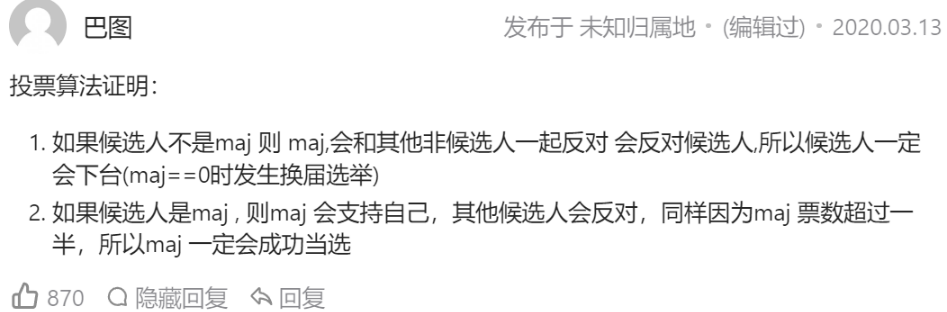 巴图
发布于 未知归属地 · (编辑过) · 2020.03.13
投票算法证明：
1. 如果候选人不是maj 则 maj,会和其他非候选人一起反对 会反对候选人,所以候选人一定
会下台(maj==0时发生换届选举)
2. 如果候选人是maj , 则maj 会支持自己，其他候选人会反对，同样因为maj 票数超过一
半，所以maj 一定会成功当选
870 隐藏回复 回复